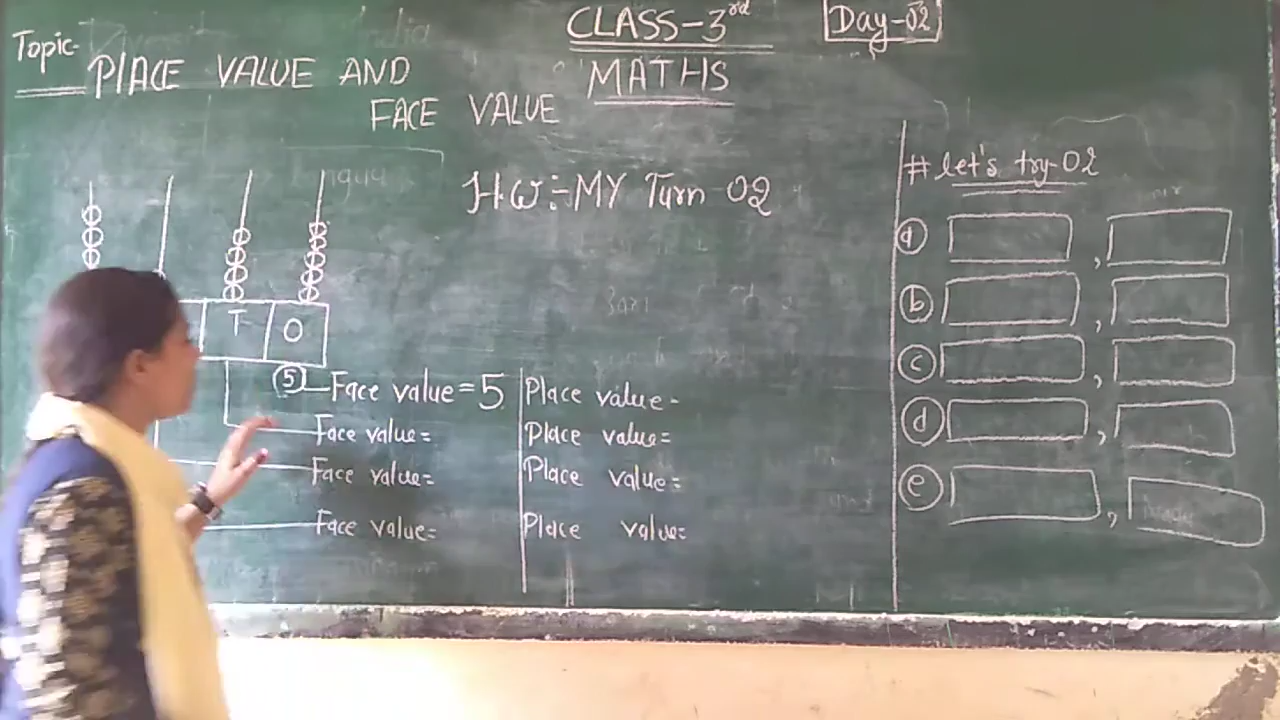 CLASS-3rd
Day-02
Topic-
PLACE VALUE AND
FACE VALUE
MATHS
HW:-MY Turn 02
T O
5 Face value=5 Place value-
Face value= Place value=
Face value= Place value=
Face value= Place value=
# let's try-02
a ,
b ,
c ,
d ,
e ,